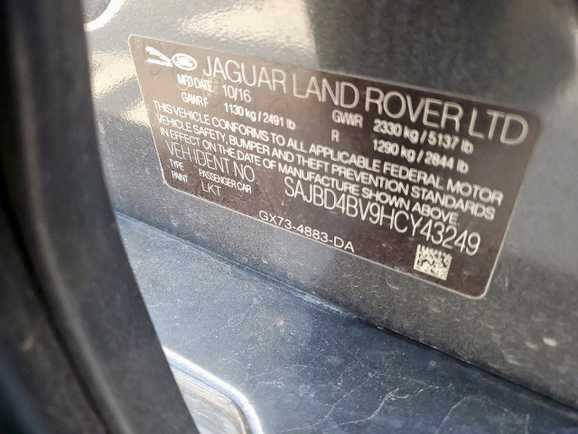 JAGUAR LAND ROVER LTD
MFD DATE 10/16
GAWR F 1130 kg / 2491 lb GVWR 2330 kg / 5137 lb
R 1290 kg / 2844 lb
THIS VEHICLE CONFORMS TO ALL APPLICABLE FEDERAL MOTOR
VEHICLE SAFETY, BUMPER AND THEFT PREVENTION STANDARDS
IN EFFECT ON THE DATE OF MANUFACTURE SHOWN ABOVE
VEH IDENT NO SAJBD4BV9HCY43249
TYPE PASSENGER CAR
PAINT LKT
GX73-4883-DA